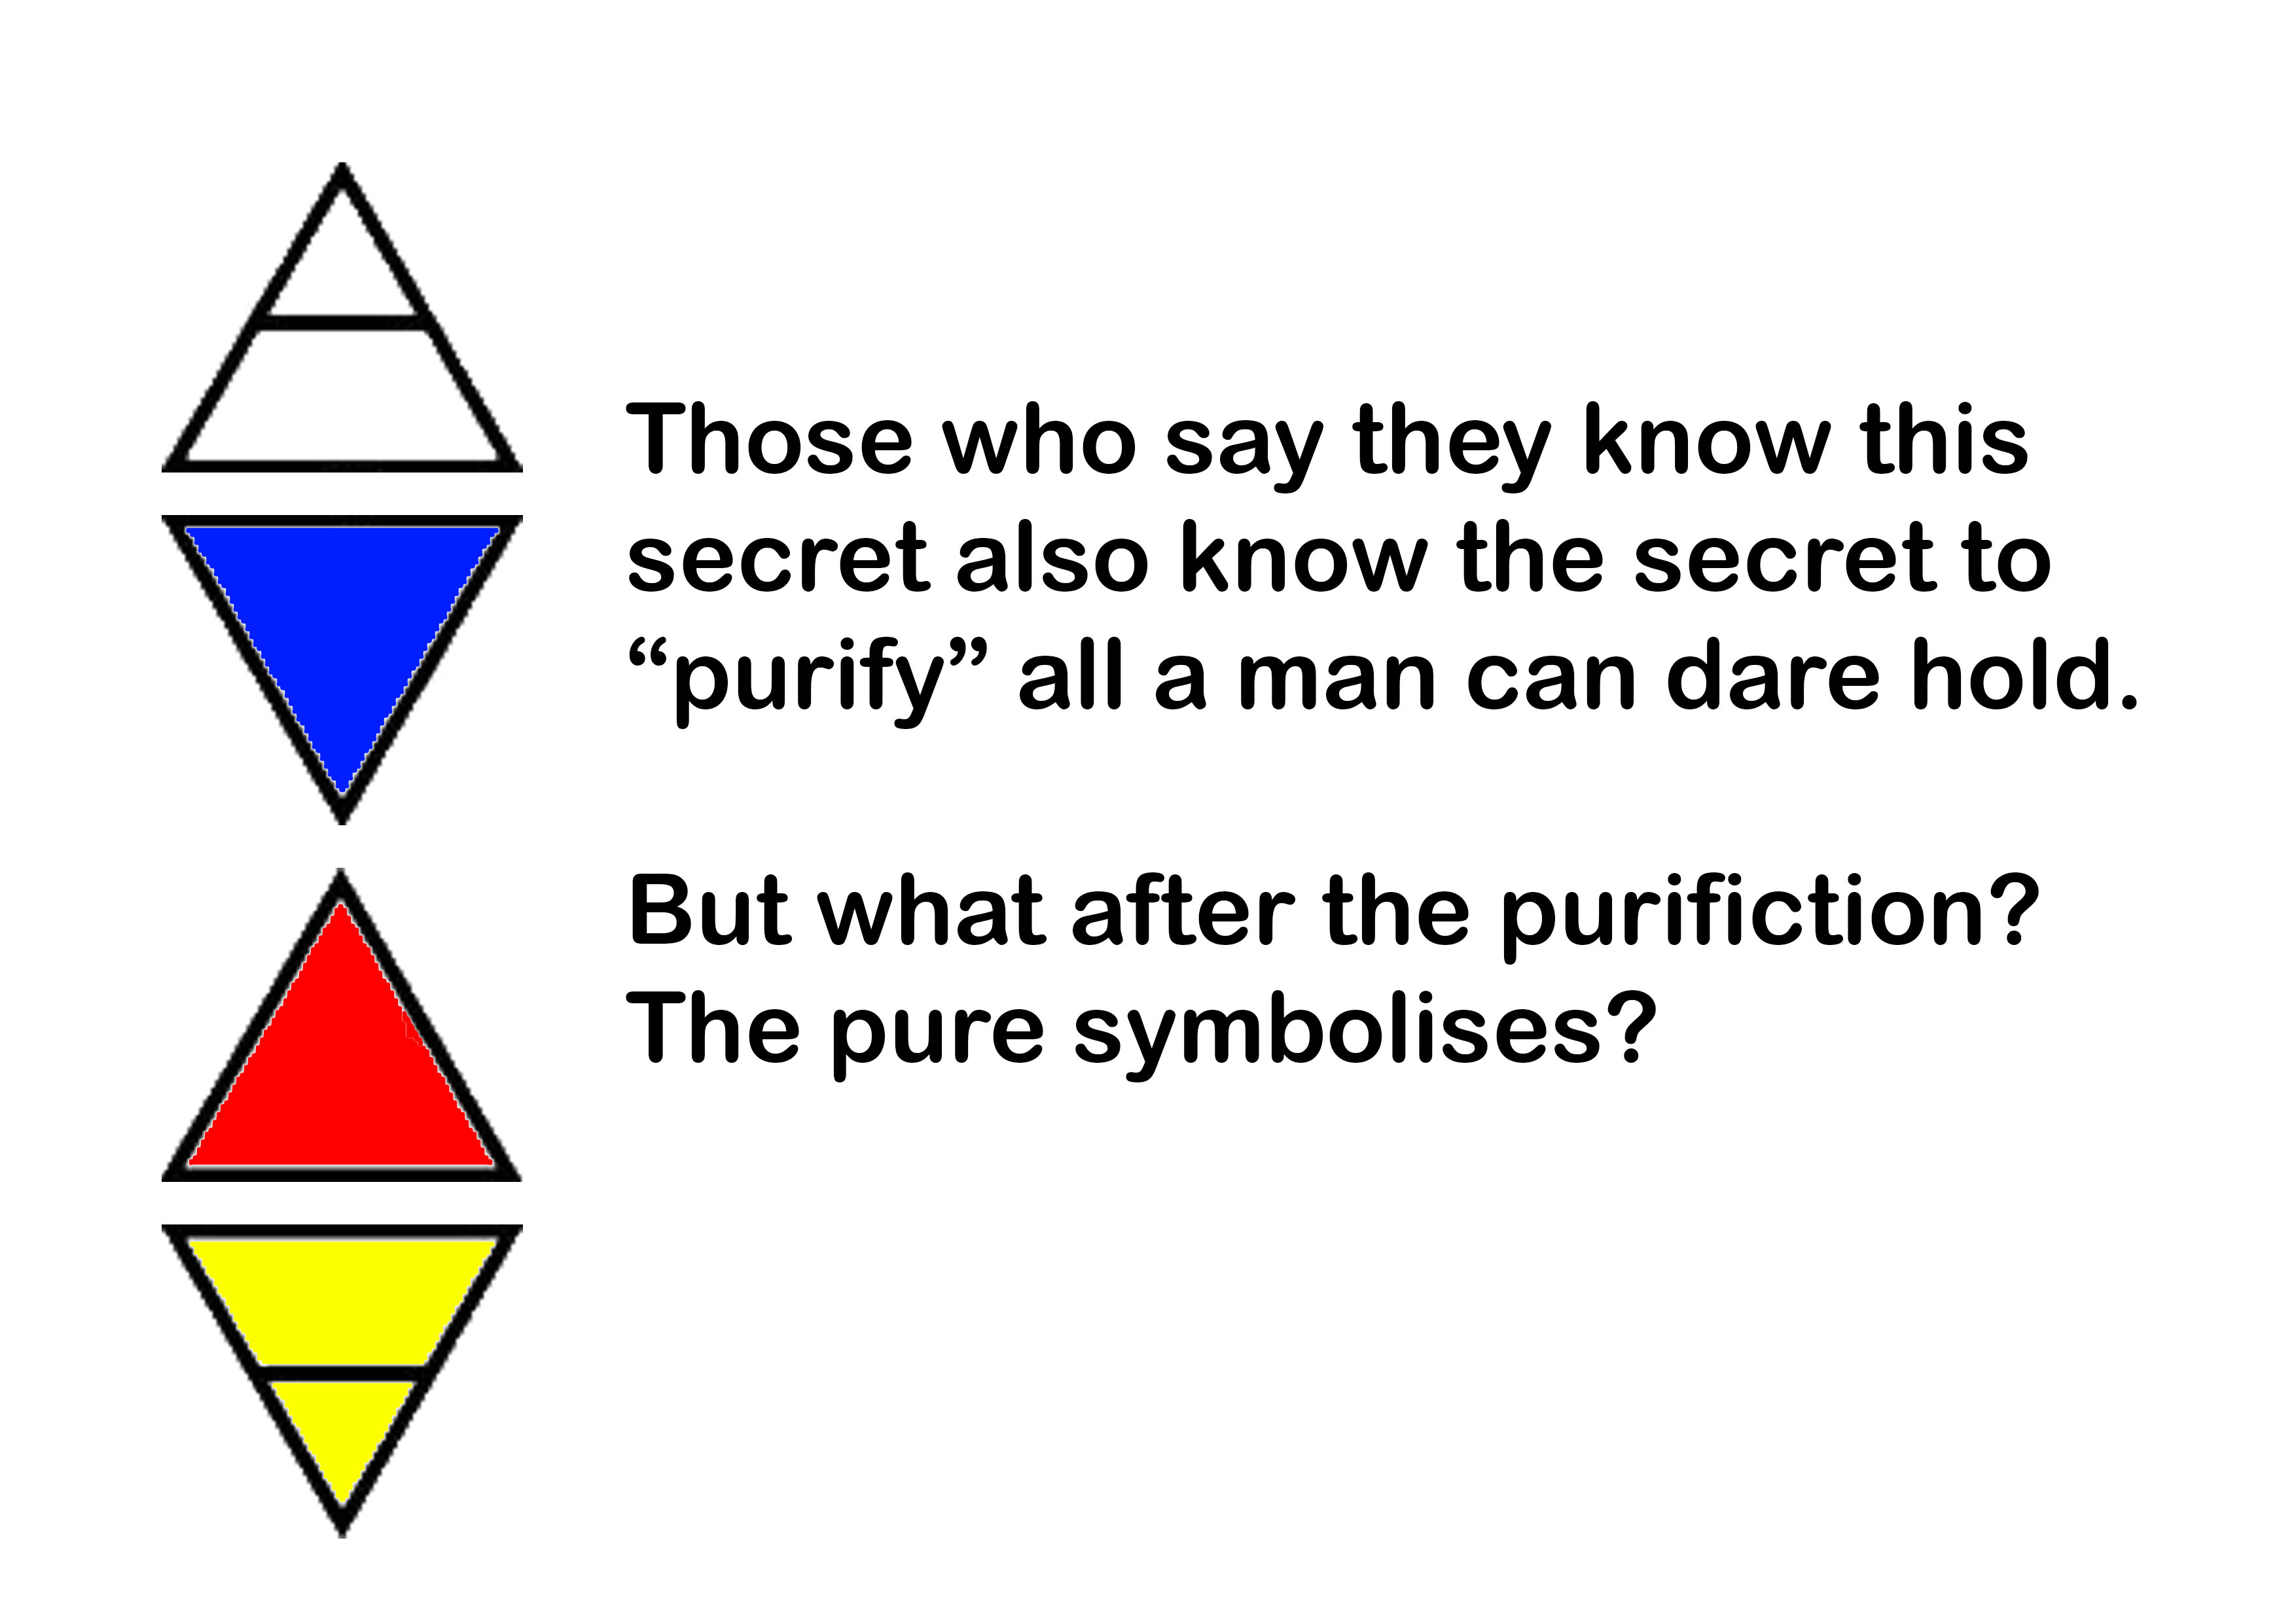 Those who say they know this
secret also know the secret to
“purify” all a man can dare hold.
But what after the purifiction?
The pure symbolises?